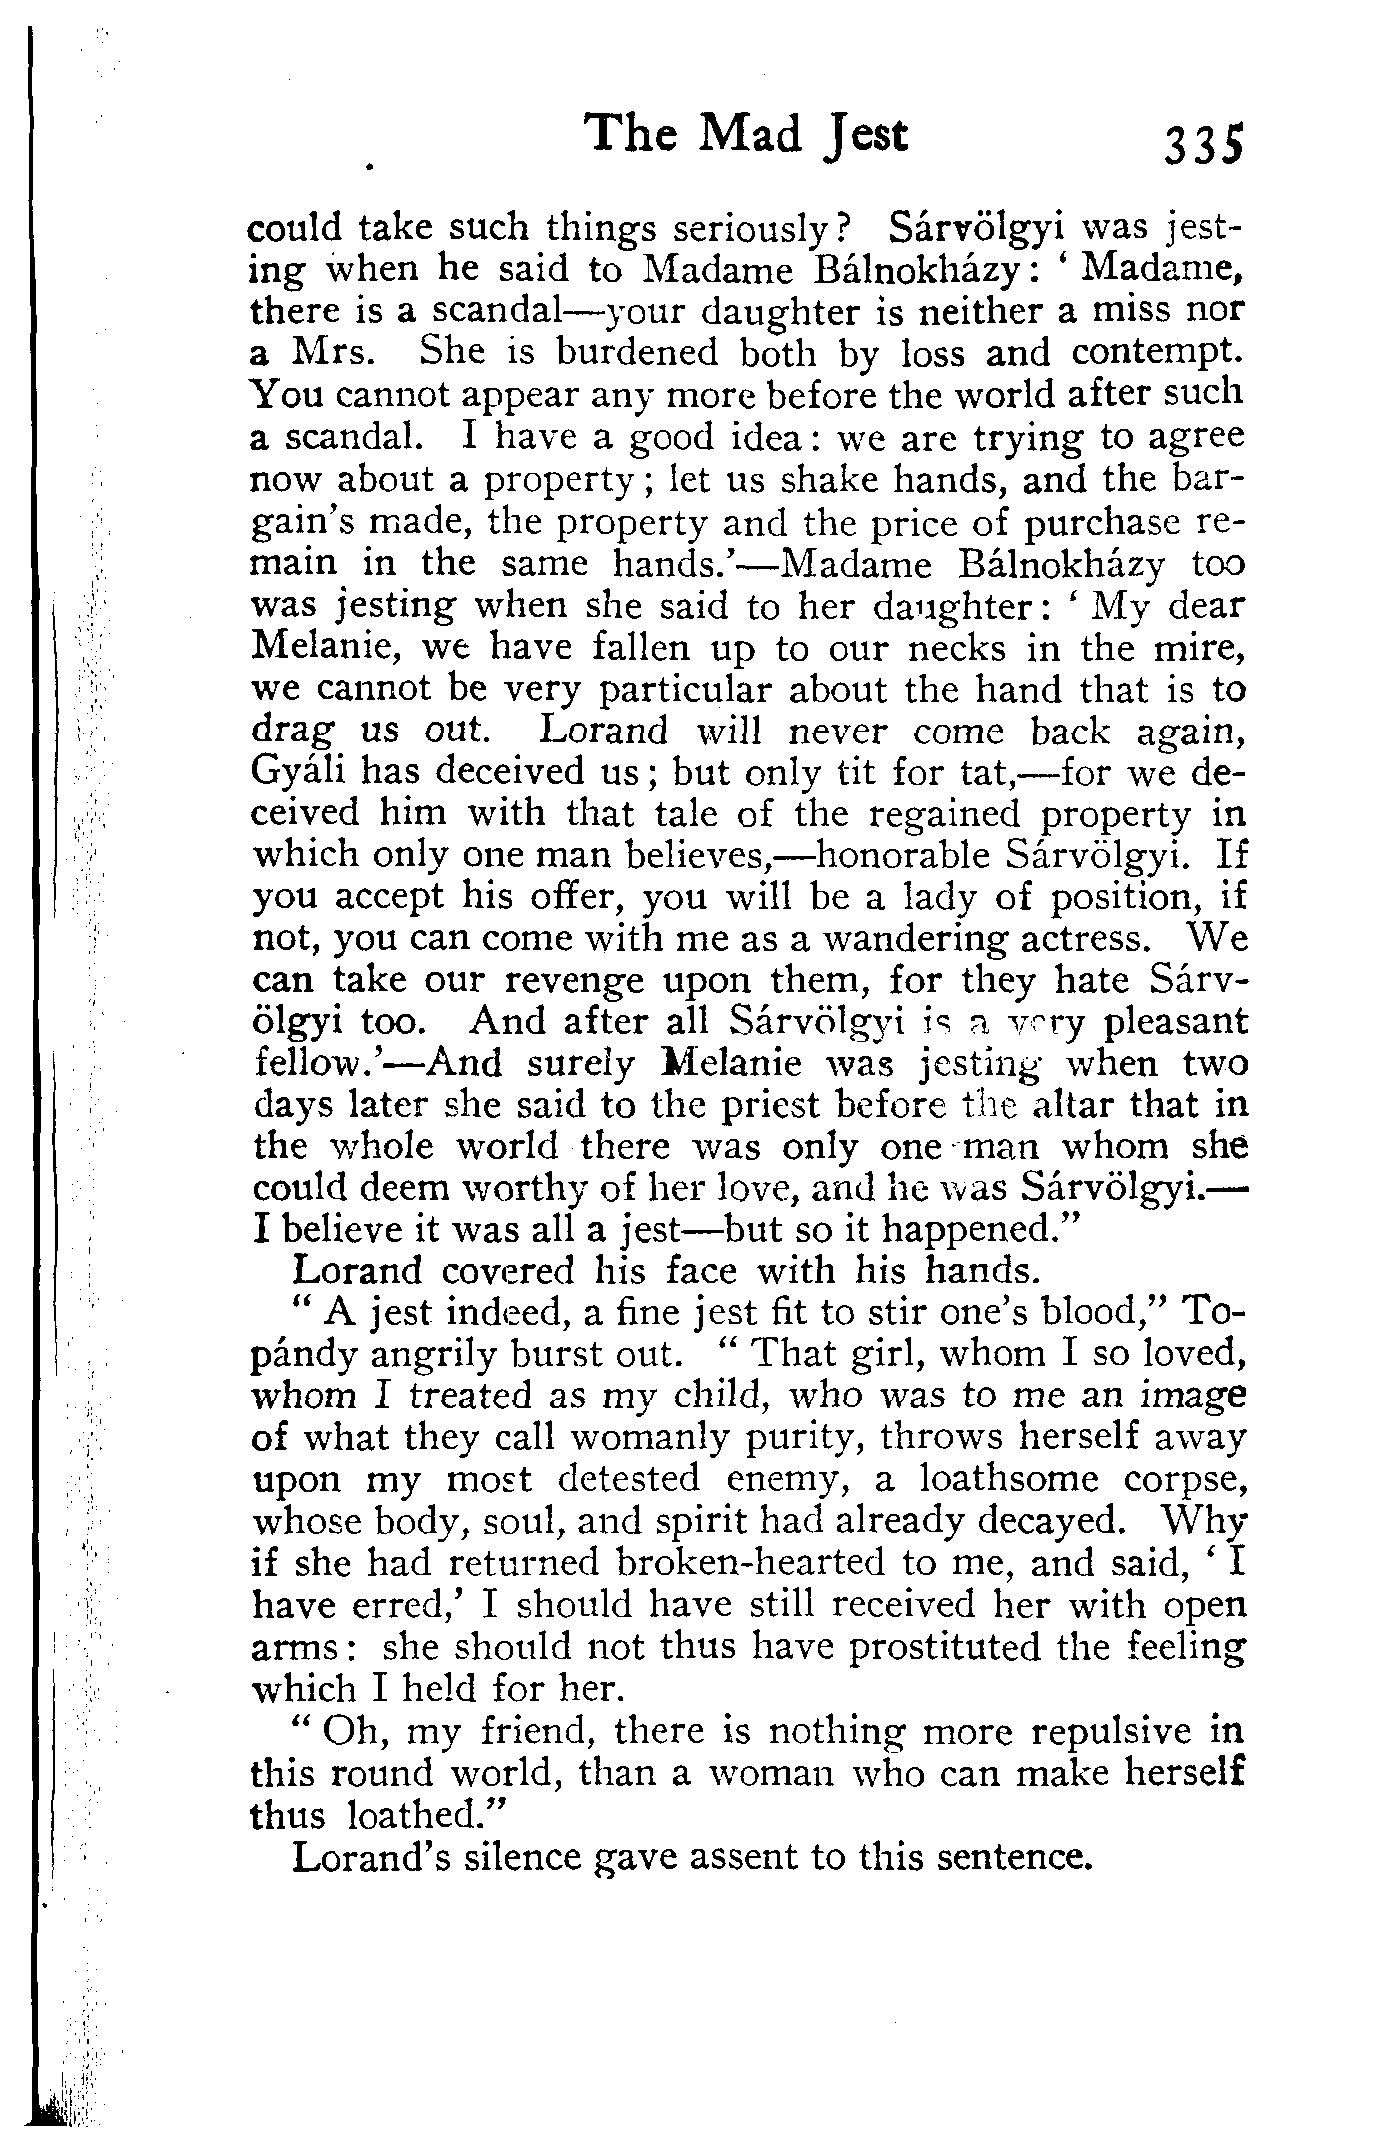 The Mad Jest 335
could take such things seriously? Sárvölgyi was jest-
ing when he said to Madame Bálnokházy: ‘ Madame,
there is a scandal—your daughter is neither a miss nor
a Mrs. She is burdened both by loss and contempt.
You cannot appear any more before the world after such
a scandal. I have a good idea: we are trying to agree
now about a property; let us shake hands, and the bar-
gain’s made, the property and the price of purchase re-
main in the same hands.’—Madame Bálnokházy too
was jesting when she said to her daughter: ‘ My dear
Melanie, we have fallen up to our necks in the mire,
we cannot be very particular about the hand that is to
drag us out. Lorand will never come back again,
Gyáli has deceived us; but only tit for tat,—for we de-
ceived him with that tale of the regained property in
which only one man believes,—honorable Sárvölgyi. If
you accept his offer, you will be a lady of position, if
not, you can come with me as a wandering actress. We
can take our revenge upon them, for they hate Sárv-
ölgyi too. And after all Sárvölgyi is a very pleasant
fellow.’—And surely Melanie was jesting when two
days later she said to the priest before the altar that in
the whole world there was only one man whom she
could deem worthy of her love, and he was Sárvölgyi.—
I believe it was all a jest—but so it happened.”
Lorand covered his face with his hands.
“ A jest indeed, a fine jest fit to stir one’s blood,” To-
pándy angrily burst out. “ That girl, whom I so loved,
whom I treated as my child, who was to me an image
of what they call womanly purity, throws herself away
upon my most detested enemy, a loathsome corpse,
whose body, soul, and spirit had already decayed. Why
if she had returned broken-hearted to me, and said, ‘ I
have erred,’ I should have still received her with open
arms: she should not thus have prostituted the feeling
which I held for her.
“ Oh, my friend, there is nothing more repulsive in
this round world, than a woman who can make herself
thus loathed.”
Lorand’s silence gave assent to this sentence.